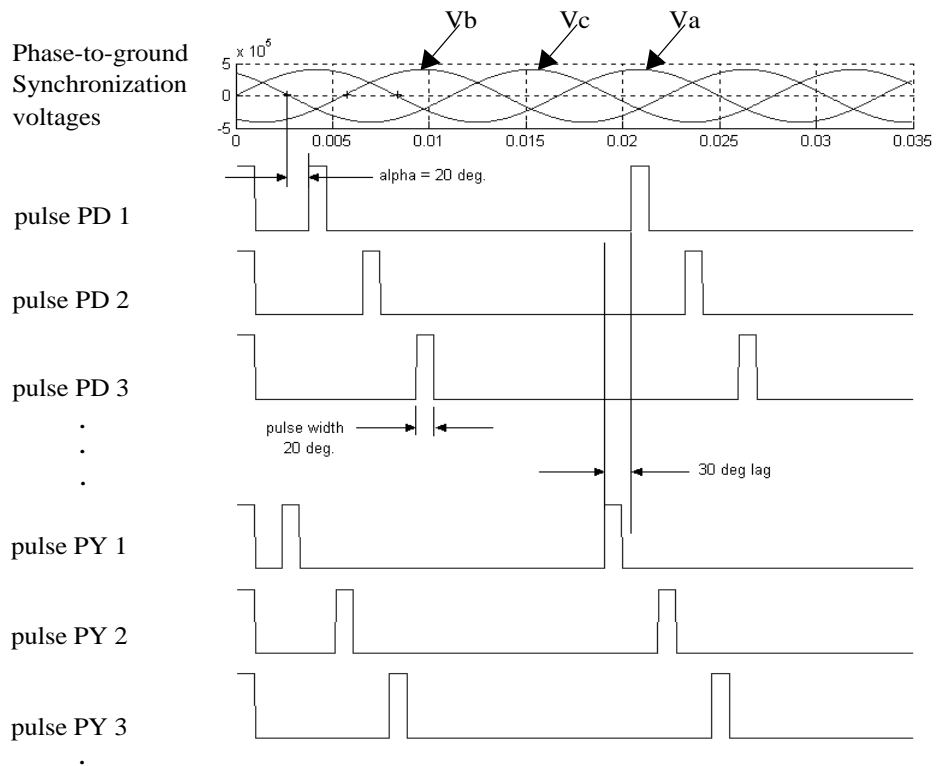 Vb Vc Va
Phase-to-ground
Synchronization
voltages
x 10⁵
5
0
-5
0 0.005 0.01 0.015 0.02 0.025 0.03 0.035
alpha = 20 deg.
pulse PD 1
pulse PD 2
pulse PD 3
.
.
.
pulse width
20 deg.
30 deg lag
pulse PY 1
pulse PY 2
pulse PY 3
.